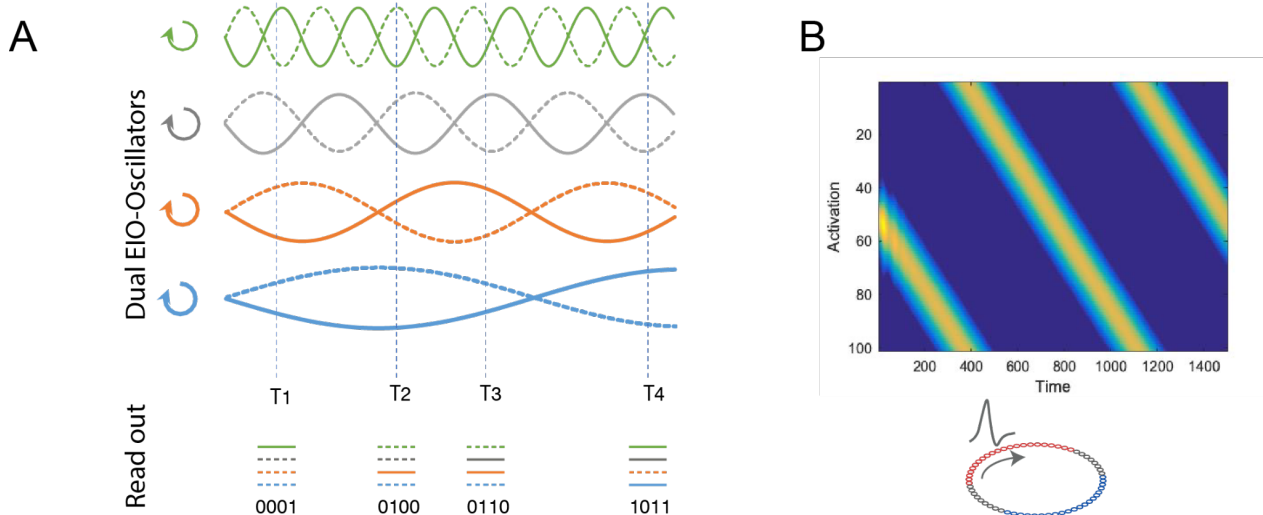 A
Dual EIO-Oscillators
T1 T2 T3 T4
Read out
0001 0100 0110 1011
B
Activation
20
40
60
80
100
200 400 600 800 1000 1200 1400
Time